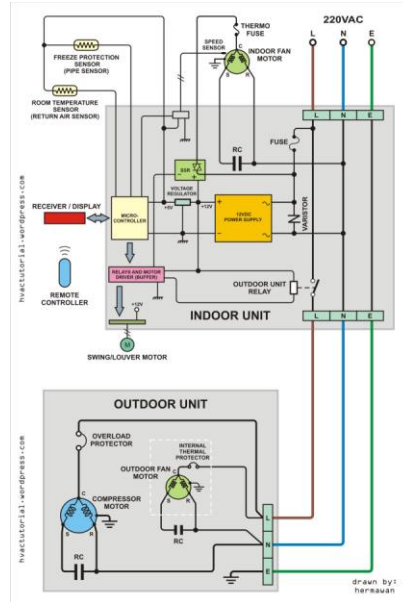 220VAC
L
N
E
THERMO
FUSE
SPEED
SENSOR
INDOOR FAN
MOTOR
C
S
R
FREEZE PROTECTION
SENSOR
(PIPE SENSOR)
ROOM TEMPERATURE
SENSOR
(RETURN AIR SENSOR)
RC
FUSE
L
N
E
SSR
+
−
VOLTAGE
REGULATOR
+5V
+12V
MICRO-
CONTROLLER
12VDC
POWER SUPPLY
+
−
~
~
VARISTOR
RECEIVER / DISPLAY
RELAYS AND MOTOR
DRIVER (BUFFER)
REMOTE
CONTROLLER
+12V
M
SWING/LOUVER MOTOR
OUTDOOR UNIT
RELAY
INDOOR UNIT
L
N
E
hvactutorial.wordpress.com
OUTDOOR UNIT
OVERLOAD
PROTECTOR
INTERNAL
THERMAL
PROTECTOR
OUTDOOR FAN
MOTOR
C
S
R
COMPRESSOR
MOTOR
C
S
R
RC
RC
L
N
E
hvactutorial.wordpress.com
drawn by:
hermawan